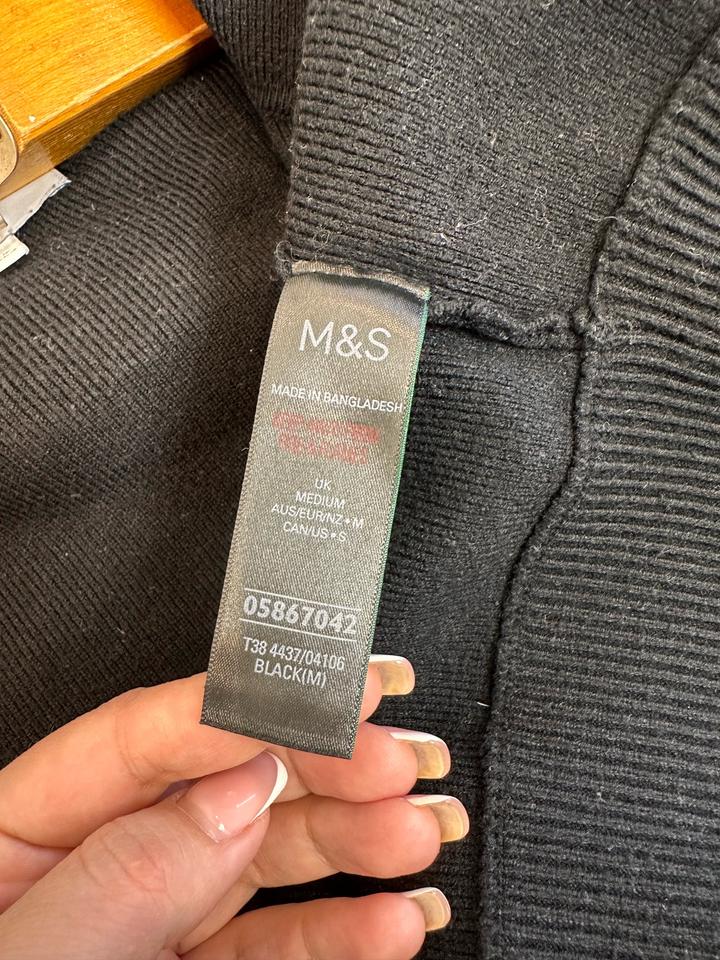 M&S
MADE IN BANGLADESH
UK
MEDIUM
AUS/EUR/NZ•M
CAN/US•S
05867042
T38 4437/04106
BLACK(M)